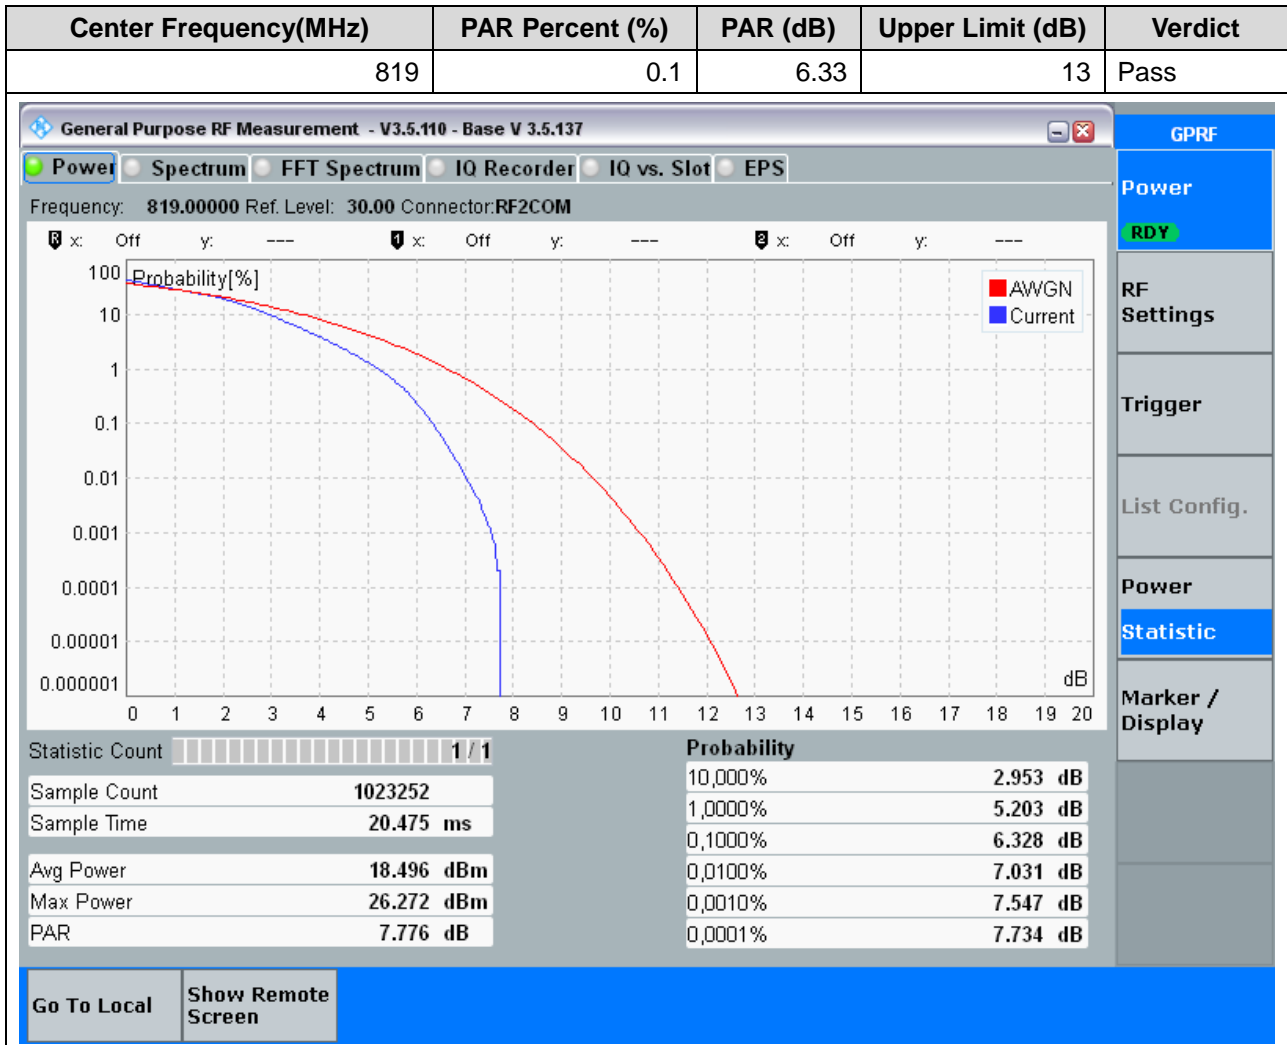 Center Frequency(MHz) PAR Percent (%) PAR (dB) Upper Limit (dB) Verdict
819 0.1 6.33 13 Pass
General Purpose RF Measurement - V3.5.110 - Base V 3.5.137
GPRF
Power Spectrum FFT Spectrum IQ Recorder IQ vs. Slot EPS
Frequency: 819.00000 Ref. Level: 30.00 Connector:RF2COM
R x: Off y: --- 1 x: Off y: --- 2 x: Off y: ---
Probability[%]
100
10
1
0.1
0.01
0.001
0.0001
0.00001
0.000001
AWGN
Current
dB
0 1 2 3 4 5 6 7 8 9 10 11 12 13 14 15 16 17 18 19 20
Statistic Count 1 / 1
Sample Count 1023252
Sample Time 20.475 ms
Avg Power 18.496 dBm
Max Power 26.272 dBm
PAR 7.776 dB
Probability
10,000% 2.953 dB
1,0000% 5.203 dB
0,1000% 6.328 dB
0,0100% 7.031 dB
0,0010% 7.547 dB
0,0001% 7.734 dB
Power
RDY
RF
Settings
Trigger
List Config.
Power
Statistic
Marker /
Display
Go To Local
Show Remote
Screen